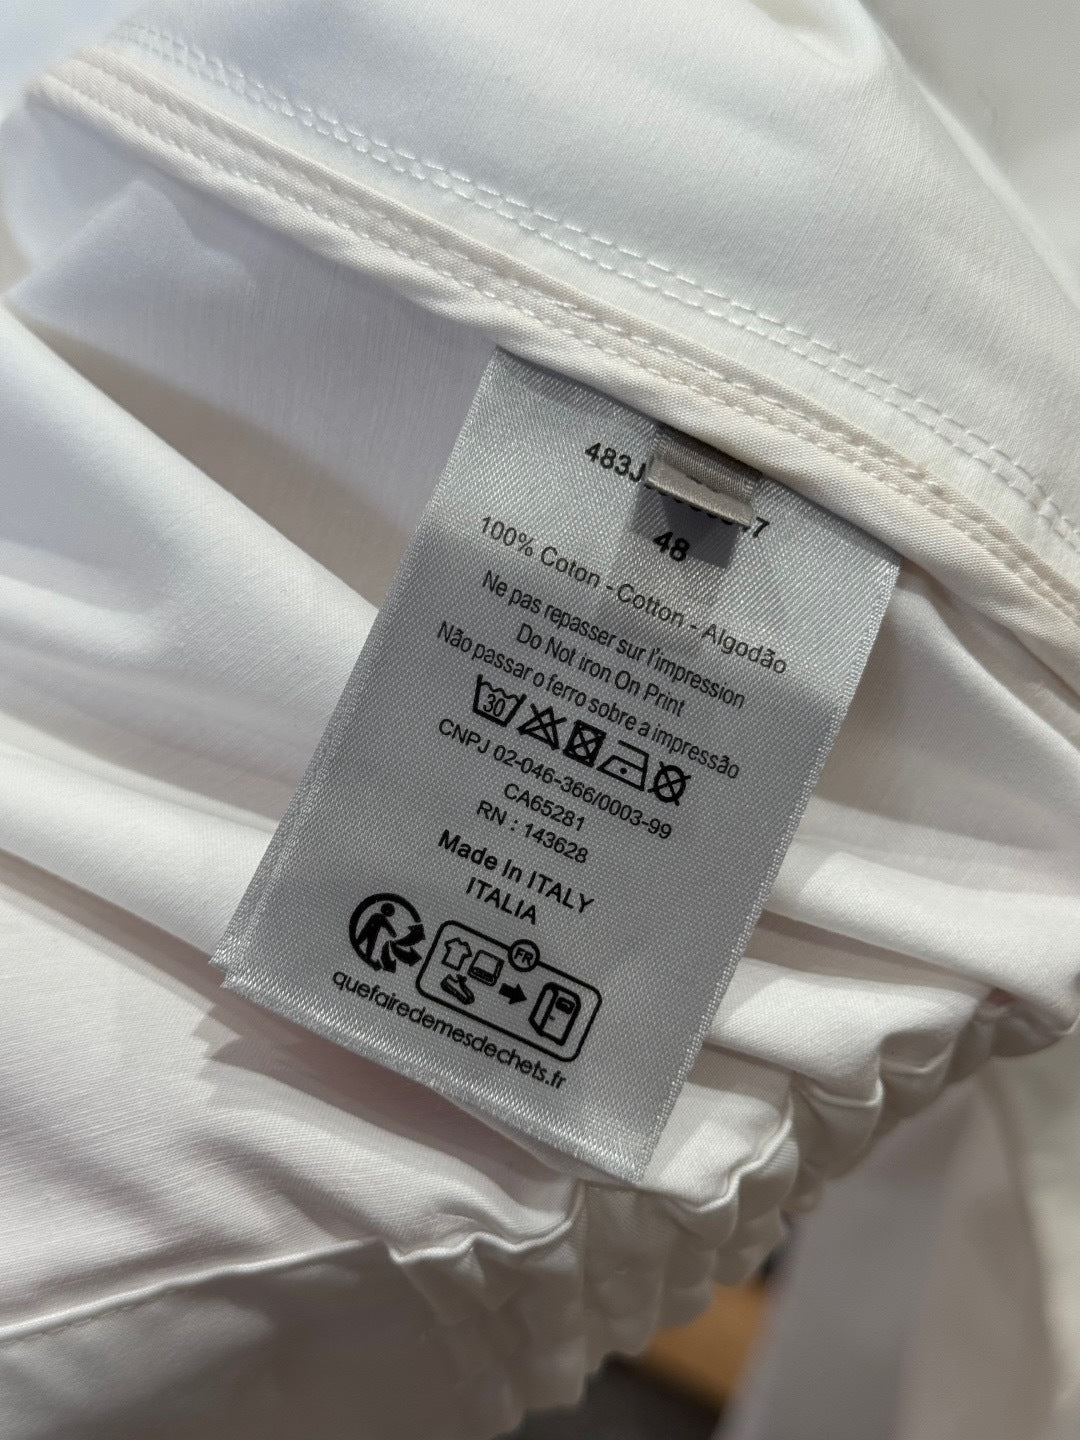 48
100% Coton - Cotton - Algodão
Ne pas repasser sur l'impression
Do Not iron On Print
Não passar o ferro sobre a impressão
30
CNPJ 02-046-366/0003-99
CA65281
RN : 143628
Made In ITALY
ITALIA
FR
quefairedemesdechets.fr